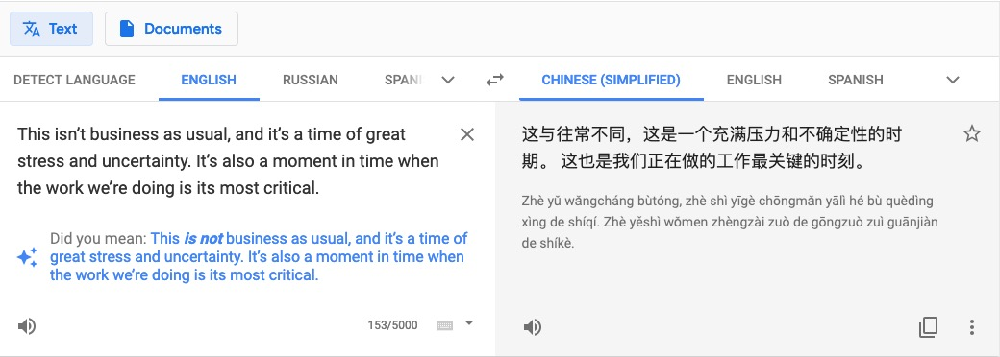 Text
Documents
DETECT LANGUAGE
ENGLISH
RUSSIAN
CHINESE (SIMPLIFIED)
ENGLISH
SPANISH
This isn’t business as usual, and it’s a time of great
stress and uncertainty. It’s also a moment in time when
the work we’re doing is its most critical.
Did you mean: This is not business as usual, and it’s a time of
great stress and uncertainty. It’s also a moment in time when
the work we’re doing is its most critical.
153/5000
这与往常不同，这是一个充满压力和不确定性的时
期。 这也是我们正在做的工作最关键的时刻。
Zhè yǔ wǎngcháng bùtóng, zhè shì yīgè chōngmǎn yālì hé bù quèdìng
xìng de shíqí. Zhè yěshì wǒmen zhèngzài zuò de gōngzuò zuì guānjiàn
de shíkè.